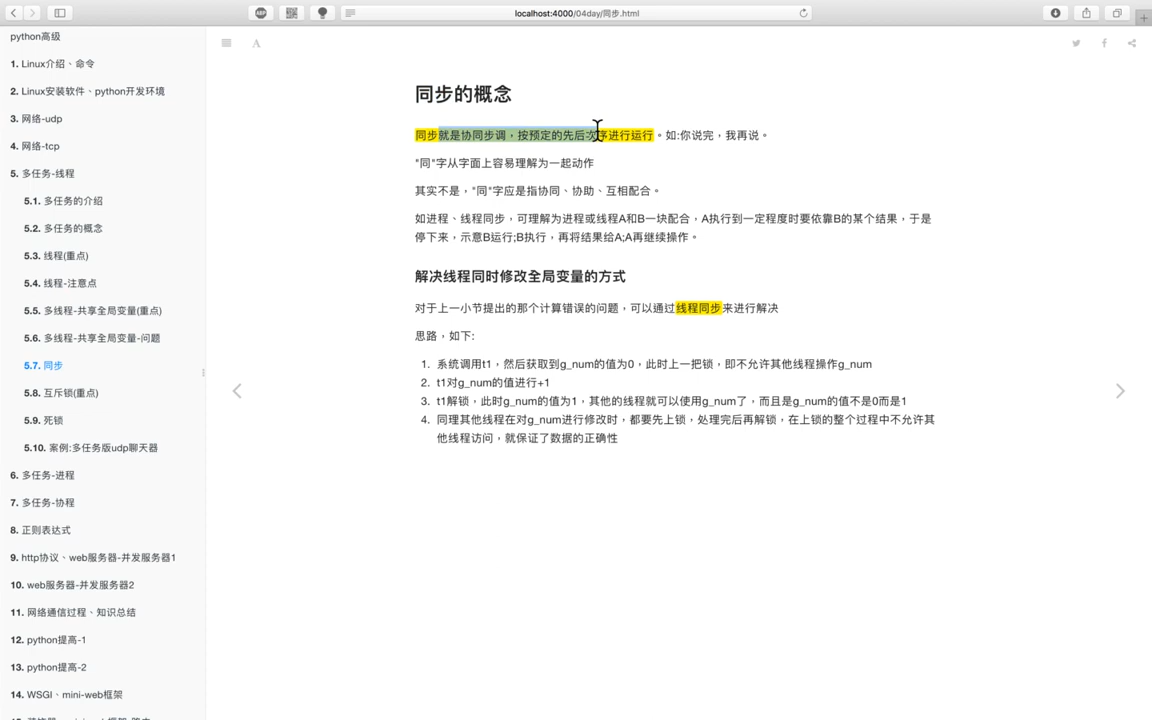 localhost:4000/04day/同步.html
python高级
1. Linux介绍、命令
2. Linux安装软件、python开发环境
3. 网络-udp
4. 网络-tcp
5. 多任务-线程
5.1. 多任务的介绍
5.2. 多任务的概念
5.3. 线程(重点)
5.4. 线程-注意点
5.5. 多线程-共享全局变量(重点)
5.6. 多线程-共享全局变量-问题
5.7. 同步
5.8. 互斥锁(重点)
5.9. 死锁
5.10. 案例:多任务版udp聊天器
6. 多任务-进程
7. 多任务-协程
8. 正则表达式
9. http协议、web服务器-并发服务器1
10. web服务器-并发服务器2
11. 网络通信过程、知识总结
12. python提高-1
13. python提高-2
14. WSGI、mini-web框架
A
同步的概念
同步就是协同步调，按预定的先后次序进行运行。如:你说完，我再说。
"同"字从字面上容易理解为一起动作
其实不是，"同"字应是指协同、协助、互相配合。
如进程、线程同步，可理解为进程或线程A和B一块配合，A执行到一定程度时要依靠B的某个结果，于是
停下来，示意B运行;B执行，再将结果给A;A再继续操作。
解决线程同时修改全局变量的方式
对于上一小节提出的那个计算错误的问题，可以通过线程同步来进行解决
思路，如下:
1. 系统调用t1，然后获取到g_num的值为0，此时上一把锁，即不允许其他线程操作g_num
2. t1对g_num的值进行+1
3. t1解锁，此时g_num的值为1，其他的线程就可以使用g_num了，而且是g_num的值不是0而是1
4. 同理其他线程在对g_num进行修改时，都要先上锁，处理完后再解锁，在上锁的整个过程中不允许其
他线程访问，就保证了数据的正确性